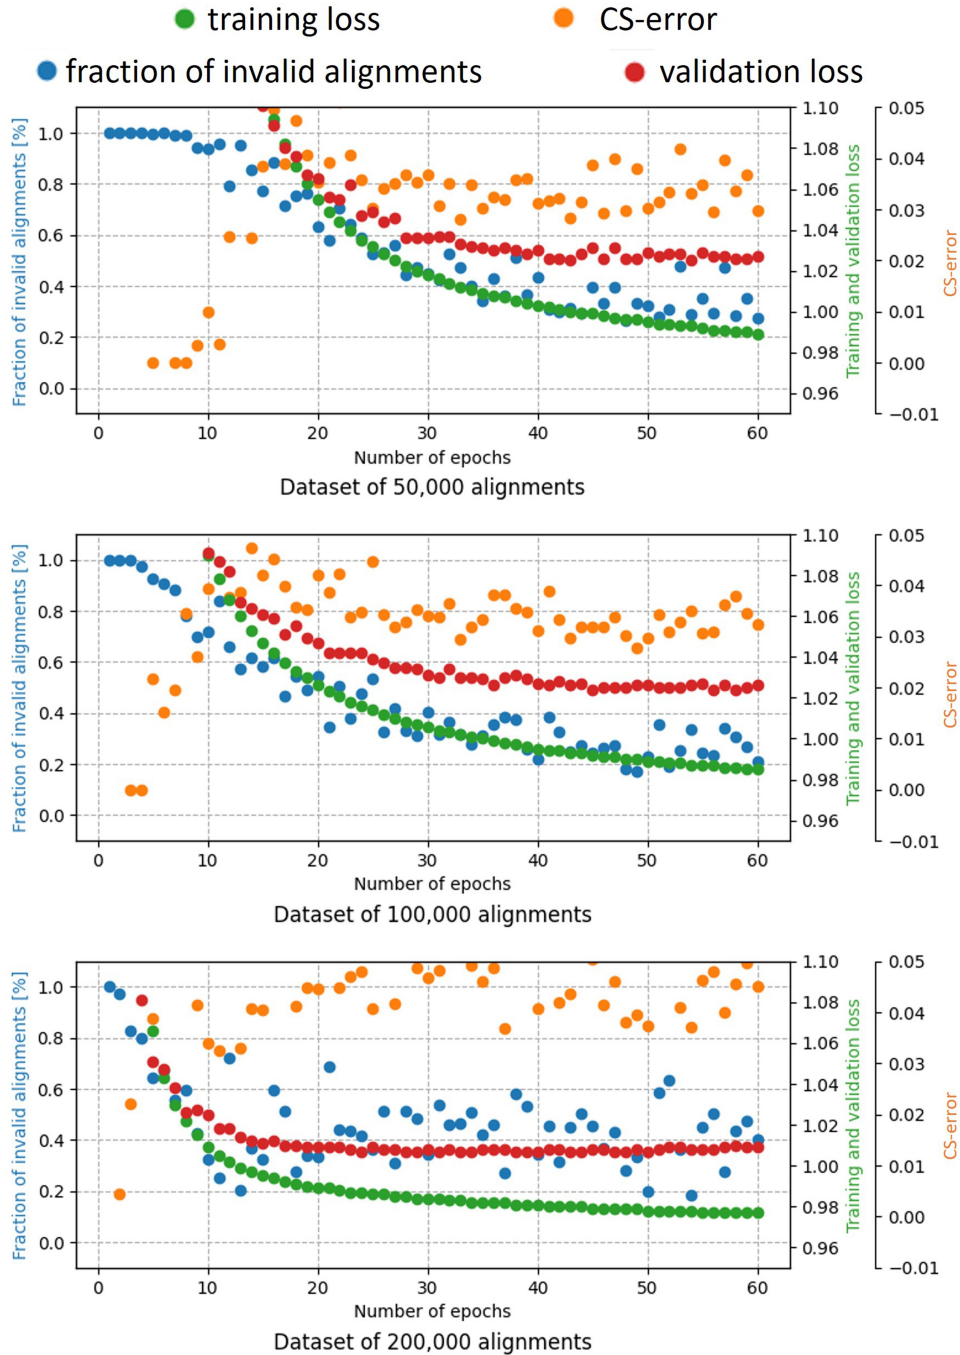 training loss
CS-error
fraction of invalid alignments
validation loss
Fraction of invalid alignments [%]
1.0
0.8
0.6
0.4
0.2
0.0
0 10 20 30 40 50 60
Number of epochs
1.10
1.08
1.06
1.04
1.02
1.00
0.98
0.96
Training and validation loss
0.05
0.04
0.03
0.02
0.01
0.00
−0.01
CS-error
Dataset of 50,000 alignments
Fraction of invalid alignments [%]
1.0
0.8
0.6
0.4
0.2
0.0
0 10 20 30 40 50 60
Number of epochs
1.10
1.08
1.06
1.04
1.02
1.00
0.98
0.96
Training and validation loss
0.05
0.04
0.03
0.02
0.01
0.00
−0.01
CS-error
Dataset of 100,000 alignments
Fraction of invalid alignments [%]
1.0
0.8
0.6
0.4
0.2
0.0
0 10 20 30 40 50 60
Number of epochs
1.10
1.08
1.06
1.04
1.02
1.00
0.98
0.96
Training and validation loss
0.05
0.04
0.03
0.02
0.01
0.00
−0.01
CS-error
Dataset of 200,000 alignments